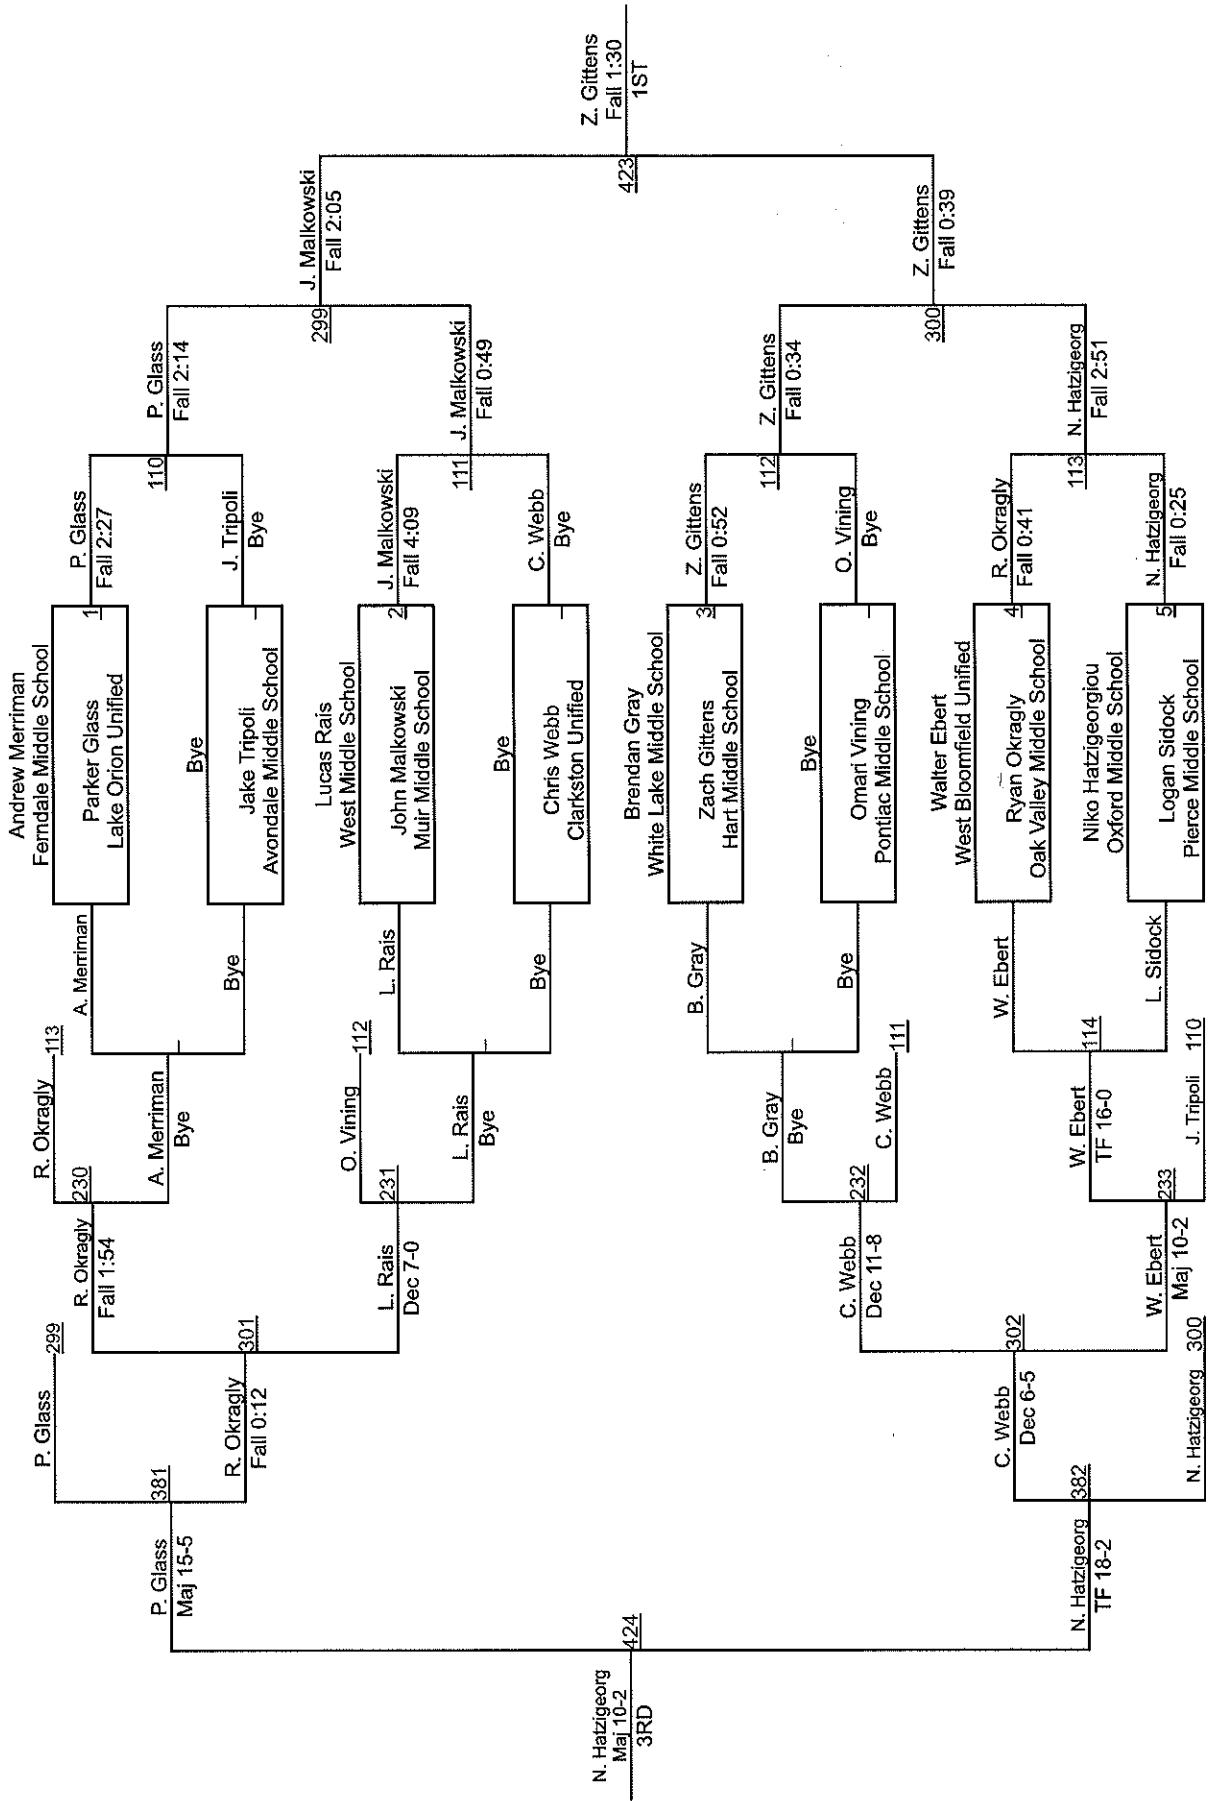 Andrew Merriman
Ferndale Middle School
Parker Glass
Lake Orion Unified
1
Bye
Jake Tripoli
Avondale Middle School
Lucas Rais
West Middle School
John Malkowski
Muir Middle School
2
Bye
Chris Webb
Clarkston Unified
Brendan Gray
White Lake Middle School
Zach Gittens
Hart Middle School
3
Bye
Omari Vining
Pontiac Middle School
Walter Ebert
West Bloomfield Unified
Ryan Okragly
Oak Valley Middle School
4
Niko Hatzigeorgiou
Oxford Middle School
Logan Sidock
Pierce Middle School
5
P. Glass
Fall 2:27
J. Tripoli
Bye
J. Malkowski
Fall 4:09
C. Webb
Bye
Z. Gittens
Fall 0:52
O. Vining
Bye
R. Okragly
Fall 0:41
N. Hatzigeorg
Fall 0:25
110
P. Glass
Fall 2:14
111
J. Malkowski
Fall 0:49
112
Z. Gittens
Fall 0:34
113
N. Hatzigeorg
Fall 2:51
299
J. Malkowski
Fall 2:05
300
Z. Gittens
Fall 0:39
423
Z. Gittens
Fall 1:30
1ST
A. Merriman
Bye
L. Rais
Bye
B. Gray
Bye
W. Ebert
L. Sidock
R. Okragly
113
A. Merriman
Bye
O. Vining
112
L. Rais
Bye
B. Gray
Bye
C. Webb
111
114
W. Ebert
TF 16-0
J. Tripoli
110
230
R. Okragly
Fall 1:54
231
L. Rais
Dec 7-0
232
C. Webb
Dec 11-8
233
W. Ebert
Maj 10-2
P. Glass
299
301
R. Okragly
Fall 0:12
302
C. Webb
Dec 6-5
N. Hatzigeorg
300
381
P. Glass
Maj 15-5
382
N. Hatzigeorg
TF 18-2
424
N. Hatzigeorg
Maj 10-2
3RD